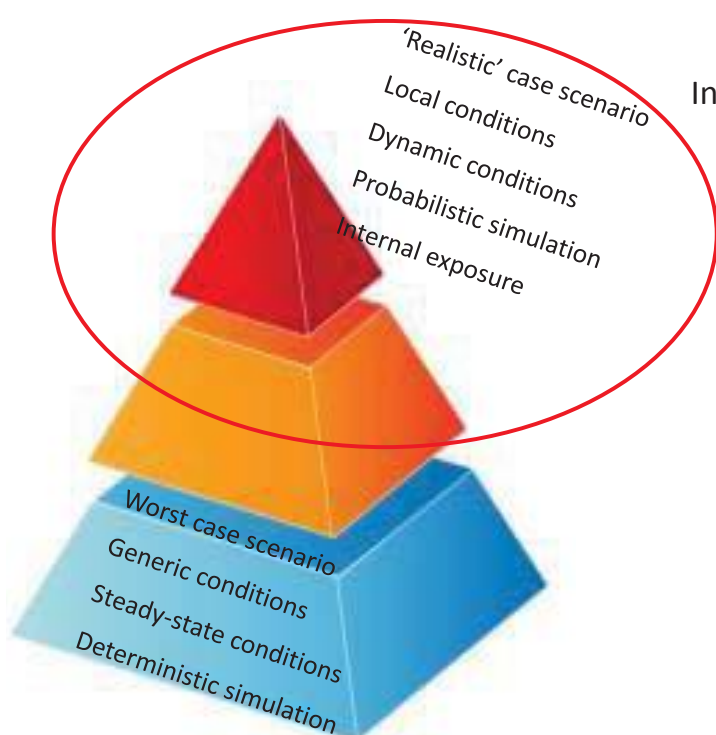 ‘Realistic’ case scenario
In
Local conditions
Dynamic conditions
Probabilistic simulation
Internal exposure
Worst case scenario
Generic conditions
Steady-state conditions
Deterministic simulation